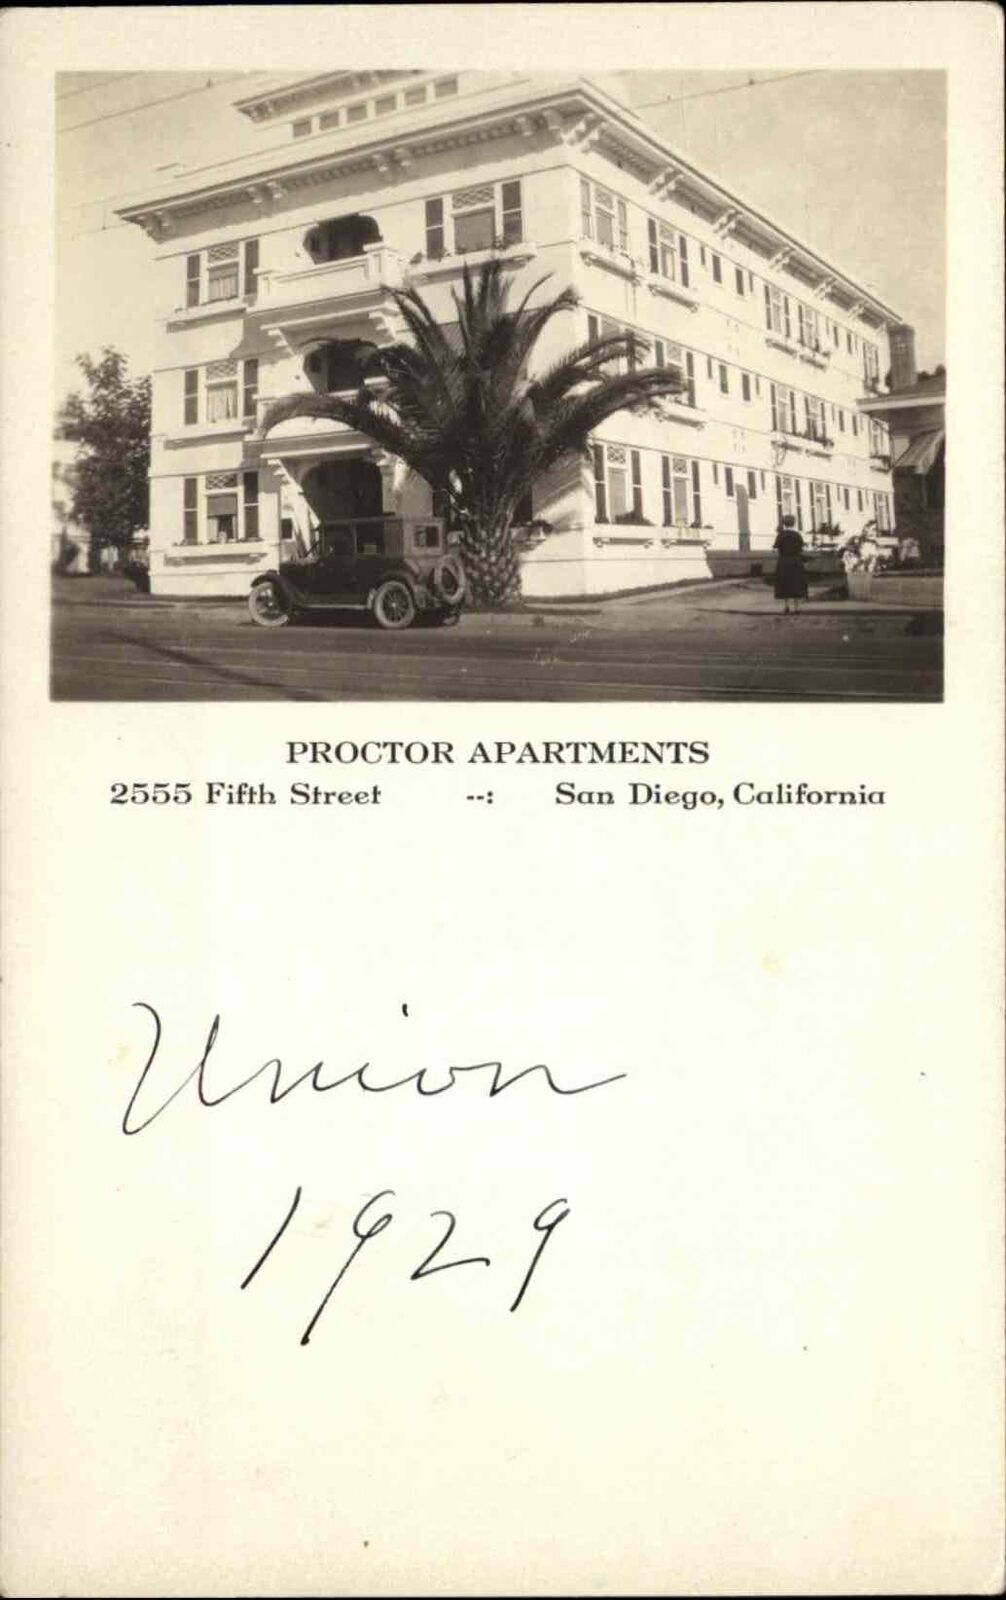 PROCTOR APARTMENTS
2555 Fifth Street --: San Diego, California
Union
1929